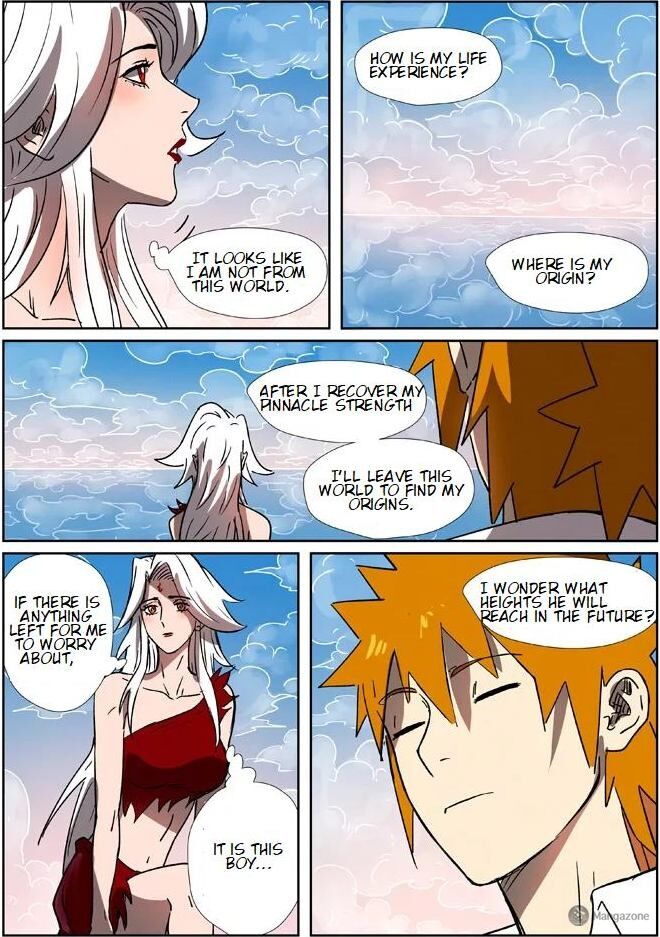 IT LOOKS LIKE
I AM NOT FROM
THIS WORLD.
HOW IS MY LIFE
EXPERIENCE?
WHERE IS MY
ORIGIN?
AFTER I RECOVER MY
PINNACLE STRENGTH
I'LL LEAVE THIS
WORLD TO FIND MY
ORIGINS.
IF THERE IS
ANYTHING
LEFT FOR ME
TO WORRY
ABOUT,
IT IS THIS
BOY...
I WONDER WHAT
HEIGHTS HE WILL
REACH IN THE FUTURE?
Mangazone